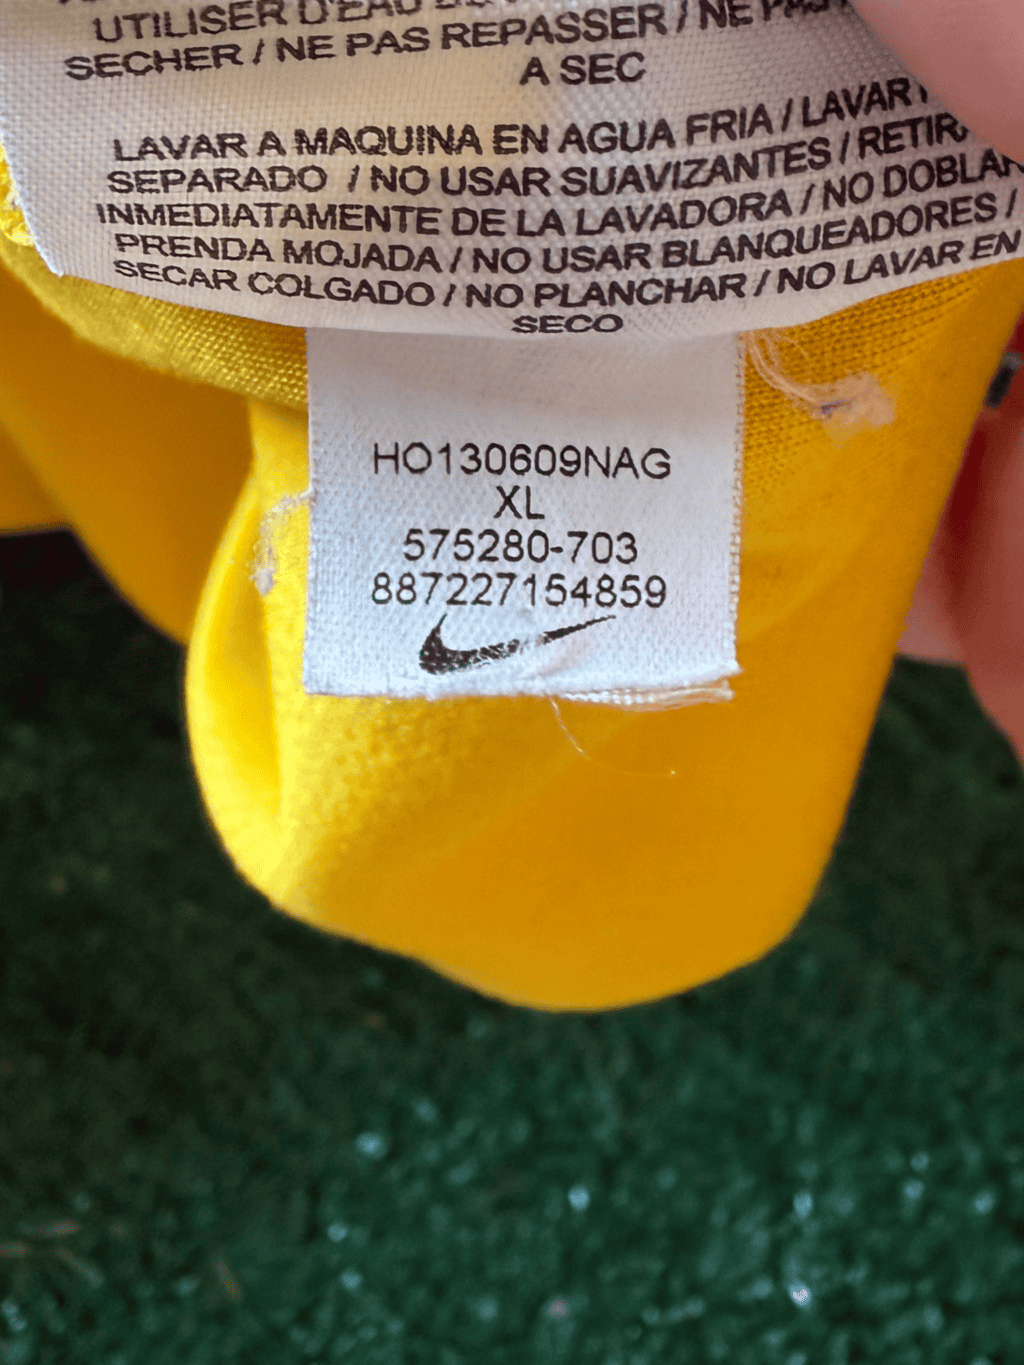 UTILISER D'EAU
SECHER / NE PAS REPASSER / NE PAS
A SEC
LAVAR A MAQUINA EN AGUA FRIA / LAVAR
SEPARADO / NO USAR SUAVIZANTES / RETIRA
INMEDIATAMENTE DE LA LAVADORA / NO DOBLAR
PRENDA MOJADA / NO USAR BLANQUEADORES /
SECAR COLGADO / NO PLANCHAR / NO LAVAR EN
SECO
HO130609NAG
XL
575280-703
887227154859